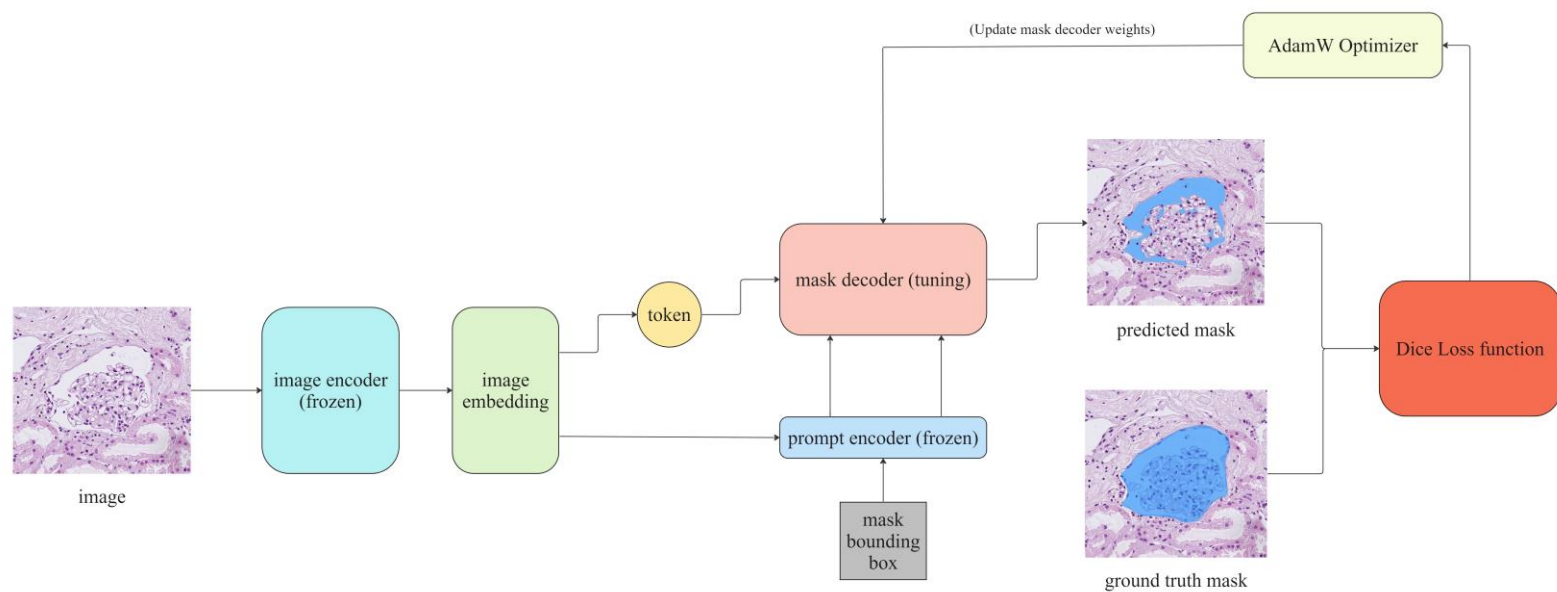 (Update mask decoder weights)
AdamW Optimizer
mask decoder (tuning)
token
predicted mask
Dice Loss function
image encoder
(frozen)
image
embedding
prompt encoder (frozen)
image
mask
bounding
box
ground truth mask